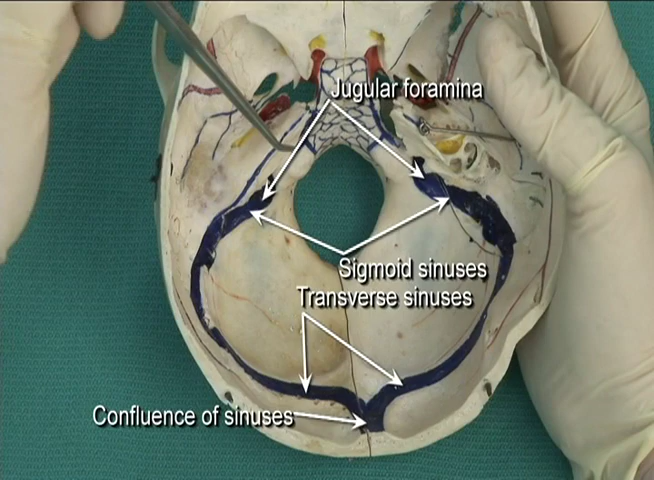 Jugular foramina
Sigmoid sinuses
Transverse sinuses
Confluence of sinuses